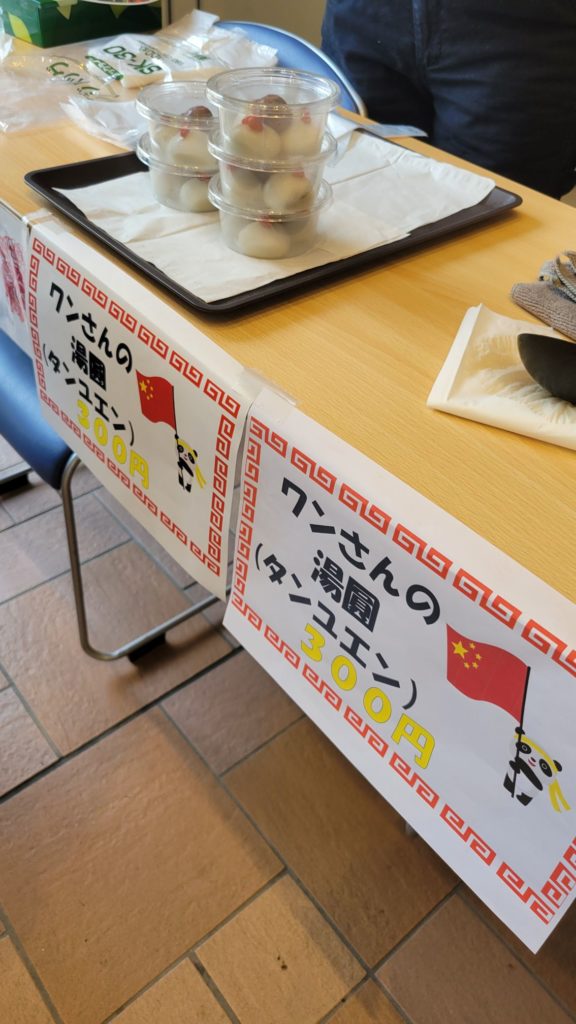 ワンさんの
湯圓
(タンユエン)
300円
ワンさんの
湯圓
(タンユエン)
300円